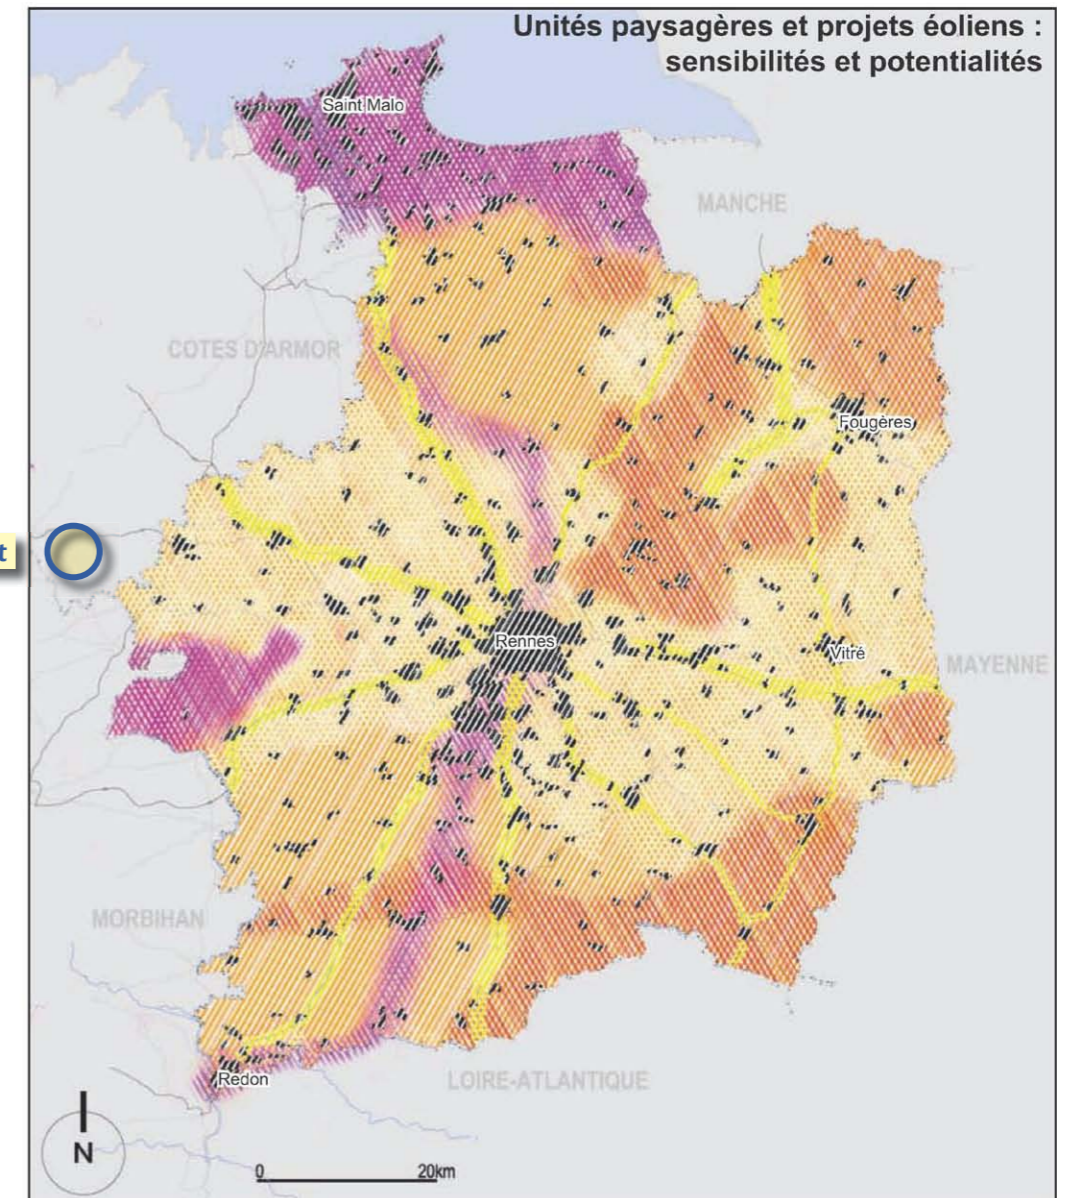 Unités paysagères et projets éoliens :
sensibilités et potentialités
Saint Malo
MANCHE
COTES D'ARMOR
Fougères
t
Rennes
Vitré
MAYENNE
MORBIHAN
Redon
LOIRE-ATLANTIQUE
N
0 20km